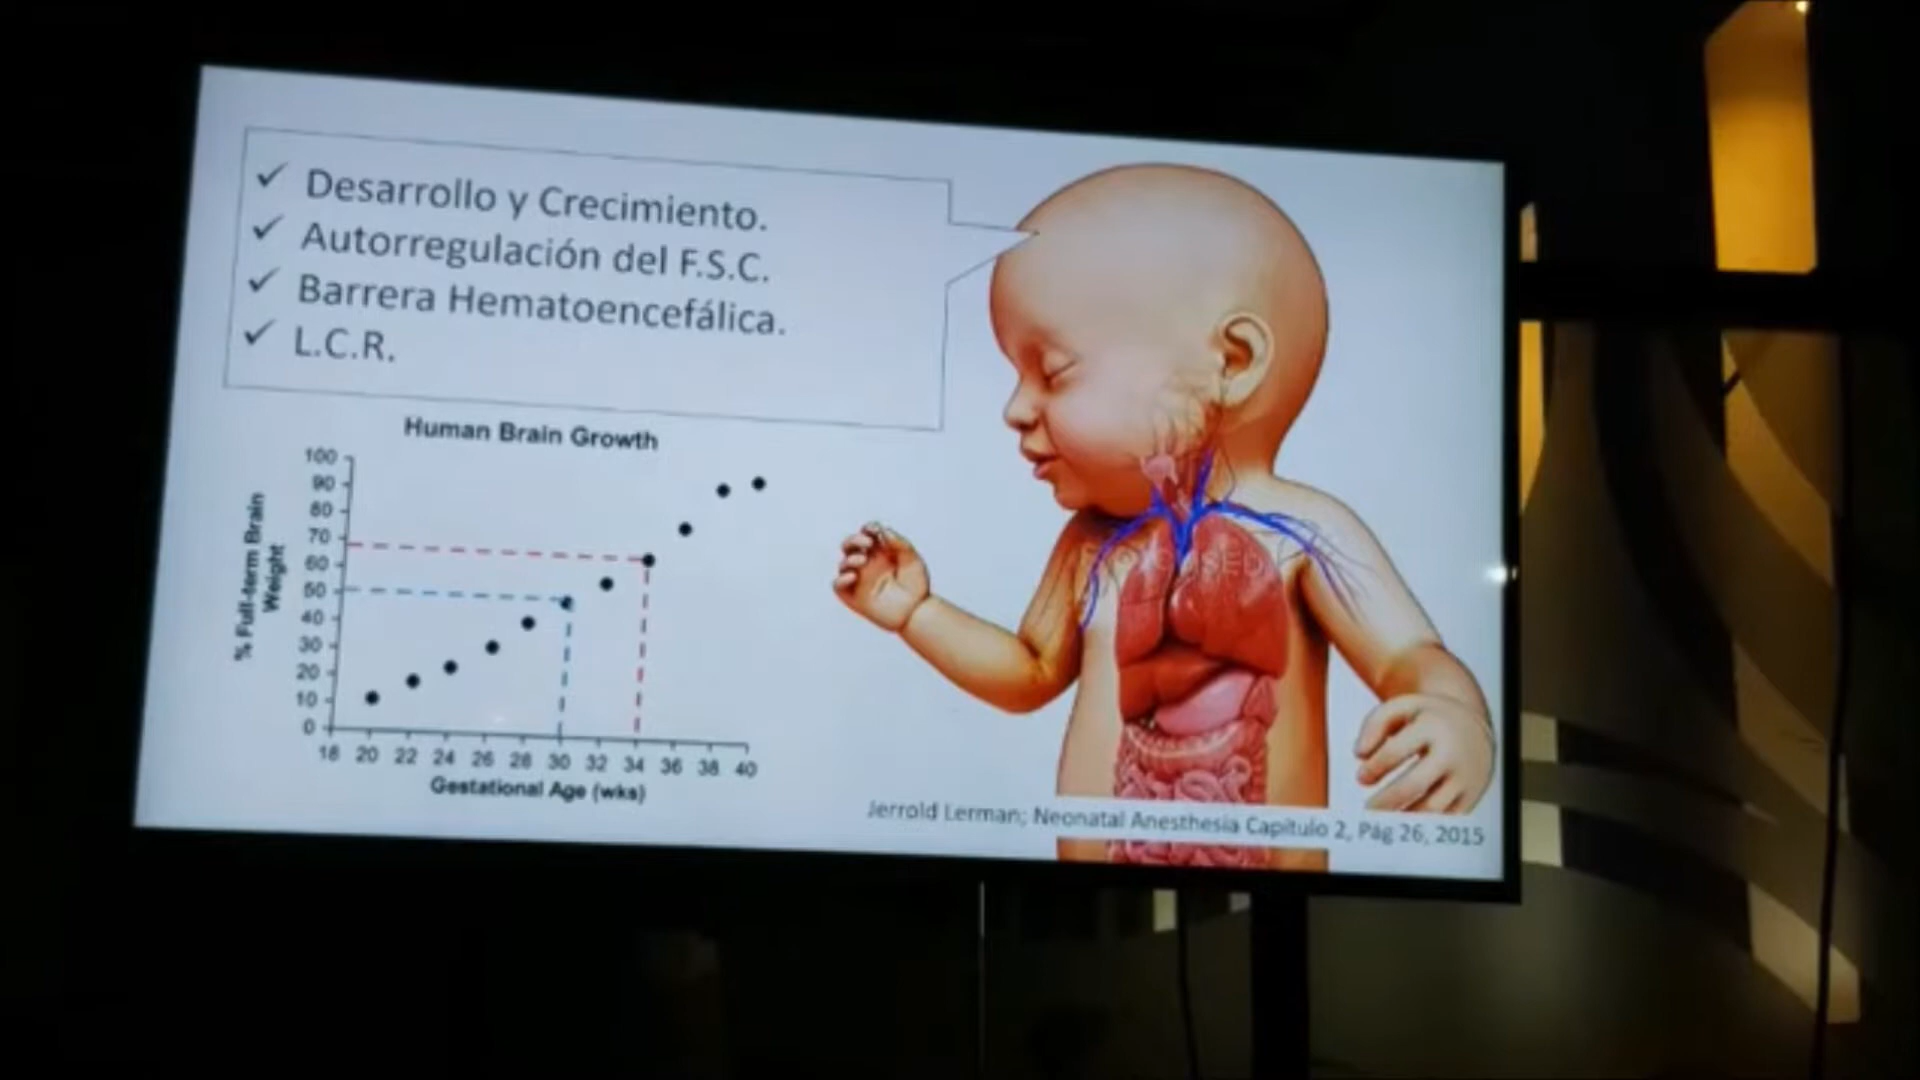 ✓ Desarrollo y Crecimiento.
✓ Autorregulación del F.S.C.
✓ Barrera Hematoencefálica.
✓ L.C.R.
Human Brain Growth
100
90
80
70
60
50
40
30
20
10
0
% Full-term Brain
Weight
18 20 22 24 26 28 30 32 34 36 38 40
Gestational Age (wks)
Jerrold Lerman; Neonatal Anesthesia Capítulo 2, Pág 26, 2015